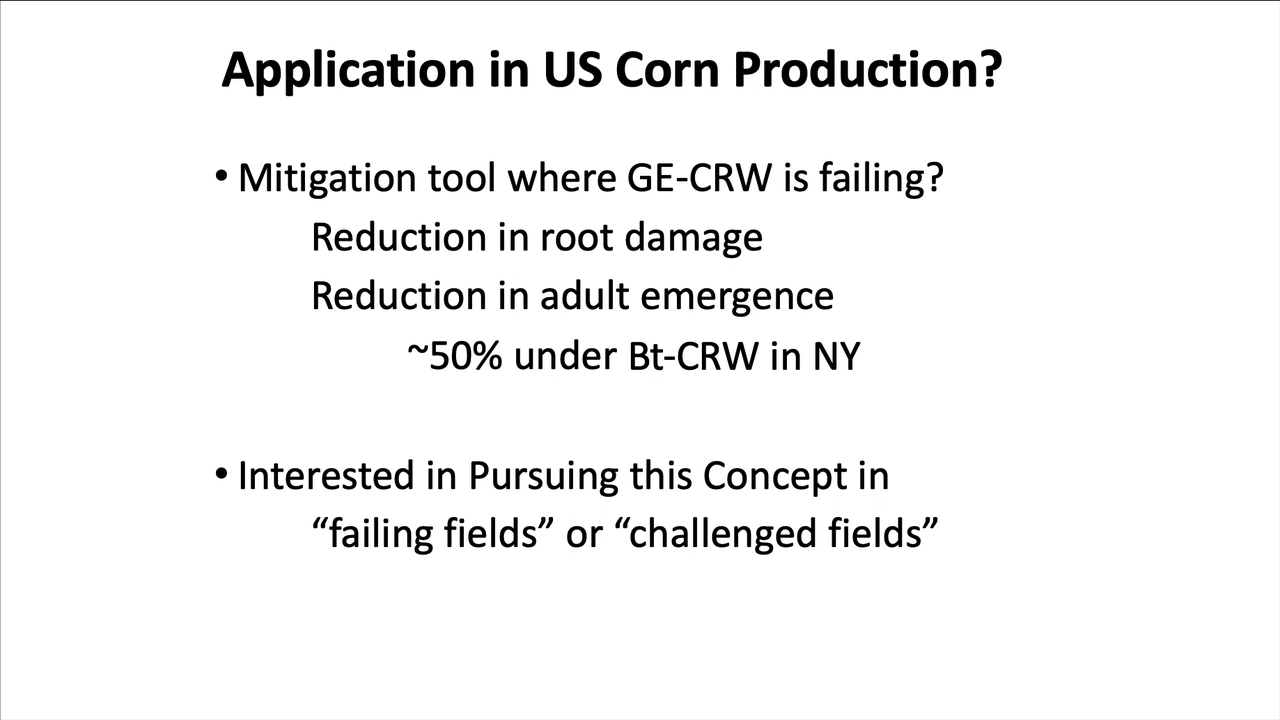 Application in US Corn Production?
• Mitigation tool where GE-CRW is failing?
Reduction in root damage
Reduction in adult emergence
~50% under Bt-CRW in NY
• Interested in Pursuing this Concept in
“failing fields” or “challenged fields”